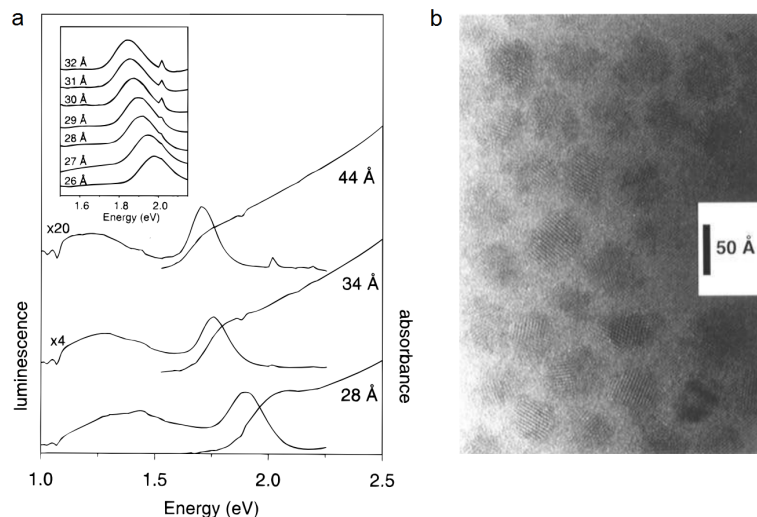 a
32 Å
31 Å
30 Å
29 Å
28 Å
27 Å
26 Å
1.6 1.8 2.0
Energy (eV)
44 Å
x20
34 Å
x4
28 Å
luminescence
absorbance
1.0 1.5 2.0 2.5
Energy (eV)
b
50 Å